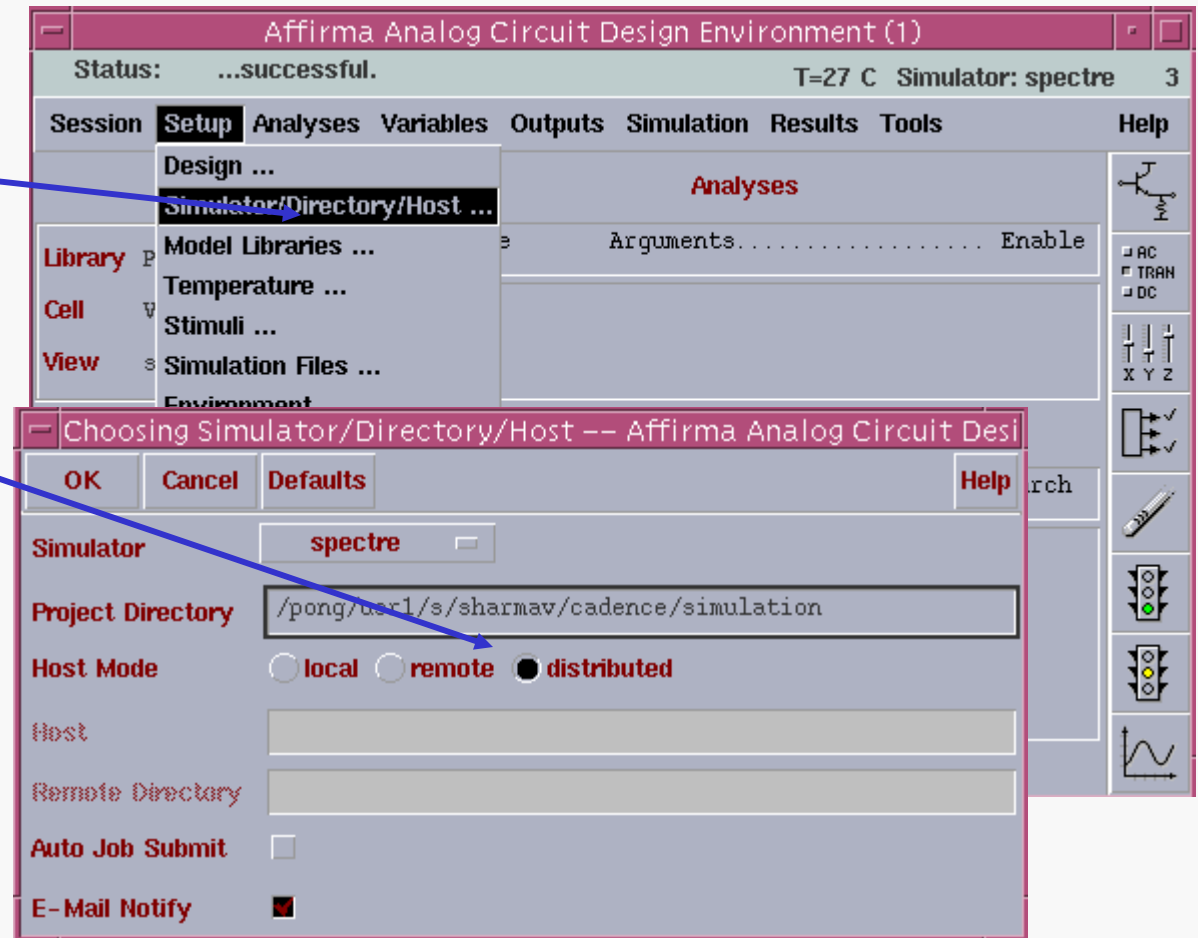 Affirma Analog Circuit Design Environment (1)
Status: ...successful. T=27 C Simulator: spectre 3
Session Setup Analyses Variables Outputs Simulation Results Tools Help
Design ...
Simulator/Directory/Host ...
Model Libraries ...
Temperature ...
Stimuli ...
Simulation Files ...
Environment
Analyses
Library
Cell
View
Arguments................... Enable
AC
TRAN
DC
X Y Z
Choosing Simulator/Directory/Host -- Affirma Analog Circuit Desi
OK Cancel Defaults Help
Simulator spectre
Project Directory /pong/usr1/s/sharmav/cadence/simulation
Host Mode local remote distributed
Host
Remote Directory
Auto Job Submit
E-Mail Notify